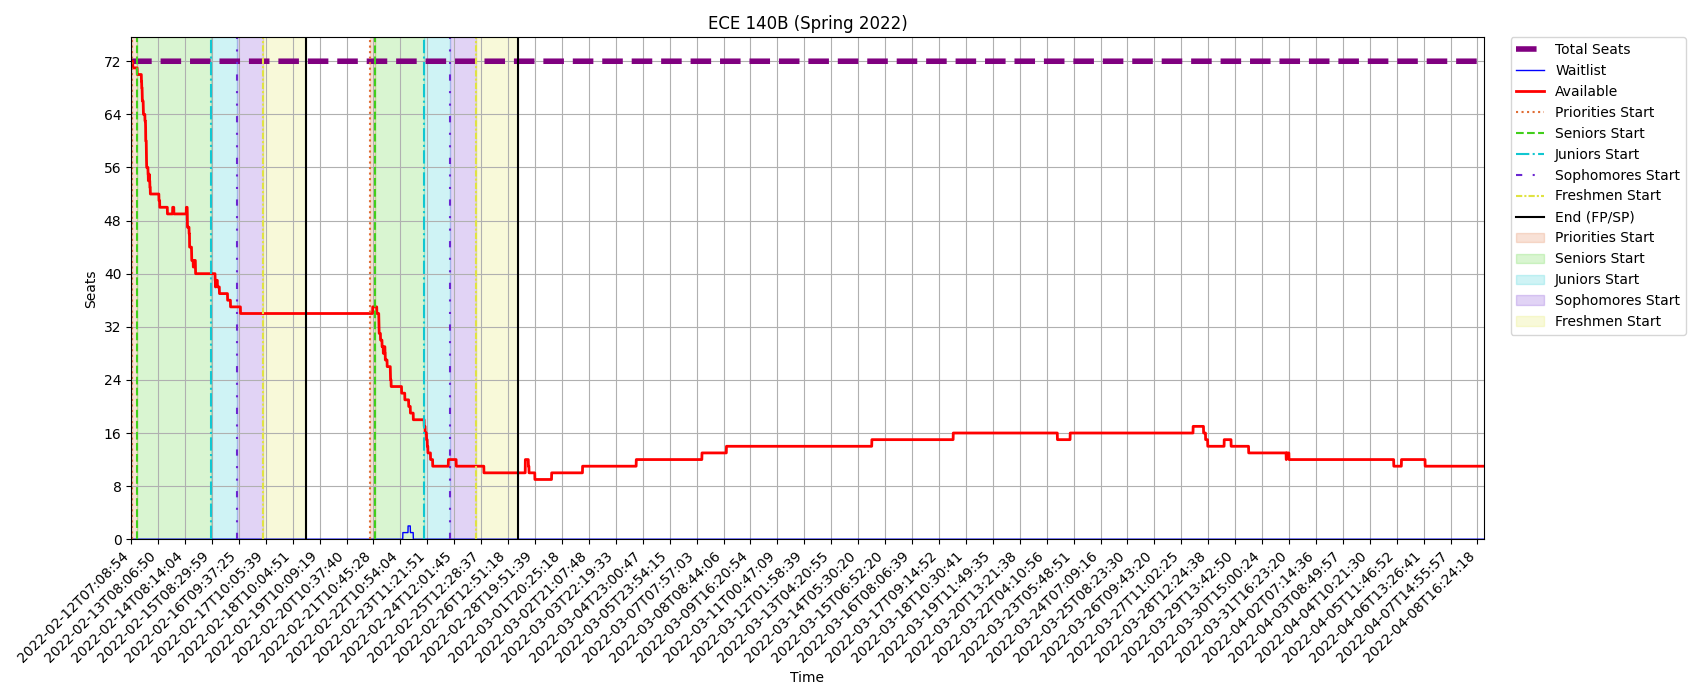 ECE 140B (Spring 2022)
Total Seats
Waitlist
Available
Priorities Start
Seniors Start
Juniors Start
Sophomores Start
Freshmen Start
End (FP/SP)
Priorities Start
Seniors Start
Juniors Start
Sophomores Start
Freshmen Start
Seats
72
64
56
48
40
32
24
16
8
0
2022-02-12T7:08:54
2022-02-13T08:06:50
2022-02-14T08:14:04
2022-02-15T08:29:59
2022-02-16T09:37:25
2022-02-17T10:05:39
2022-02-18T10:04:51
2022-02-19T10:09:19
2022-02-20T10:37:40
2022-02-21T10:45:28
2022-02-22T10:54:04
2022-02-23T11:21:51
2022-02-24T12:01:45
2022-02-25T12:28:37
2022-02-26T12:51:18
2022-02-28T19:51:39
2022-03-01T20:25:18
2022-03-02T21:07:48
2022-03-03T22:19:33
2022-03-04T23:00:47
2022-03-05T23:54:15
2022-03-07T07:57:03
2022-03-08T08:44:06
2022-03-09T16:20:54
2022-03-11T00:47:09
2022-03-12T01:58:39
2022-03-13T04:20:55
2022-03-14T05:30:20
2022-03-15T06:52:20
2022-03-16T08:06:39
2022-03-17T09:14:52
2022-03-18T10:30:41
2022-03-19T11:49:35
2022-03-20T13:21:38
2022-03-22T04:10:56
2022-03-23T05:48:51
2022-03-24T07:09:16
2022-03-25T08:23:30
2022-03-26T09:43:20
2022-03-27T11:02:25
2022-03-28T12:24:38
2022-03-29T13:42:50
2022-03-30T15:00:24
2022-03-31T16:23:20
2022-04-02T07:14:36
2022-04-03T08:49:57
2022-04-04T10:21:30
2022-04-05T11:46:52
2022-04-06T13:26:41
2022-04-07T14:55:57
2022-04-08T16:24:18
Time